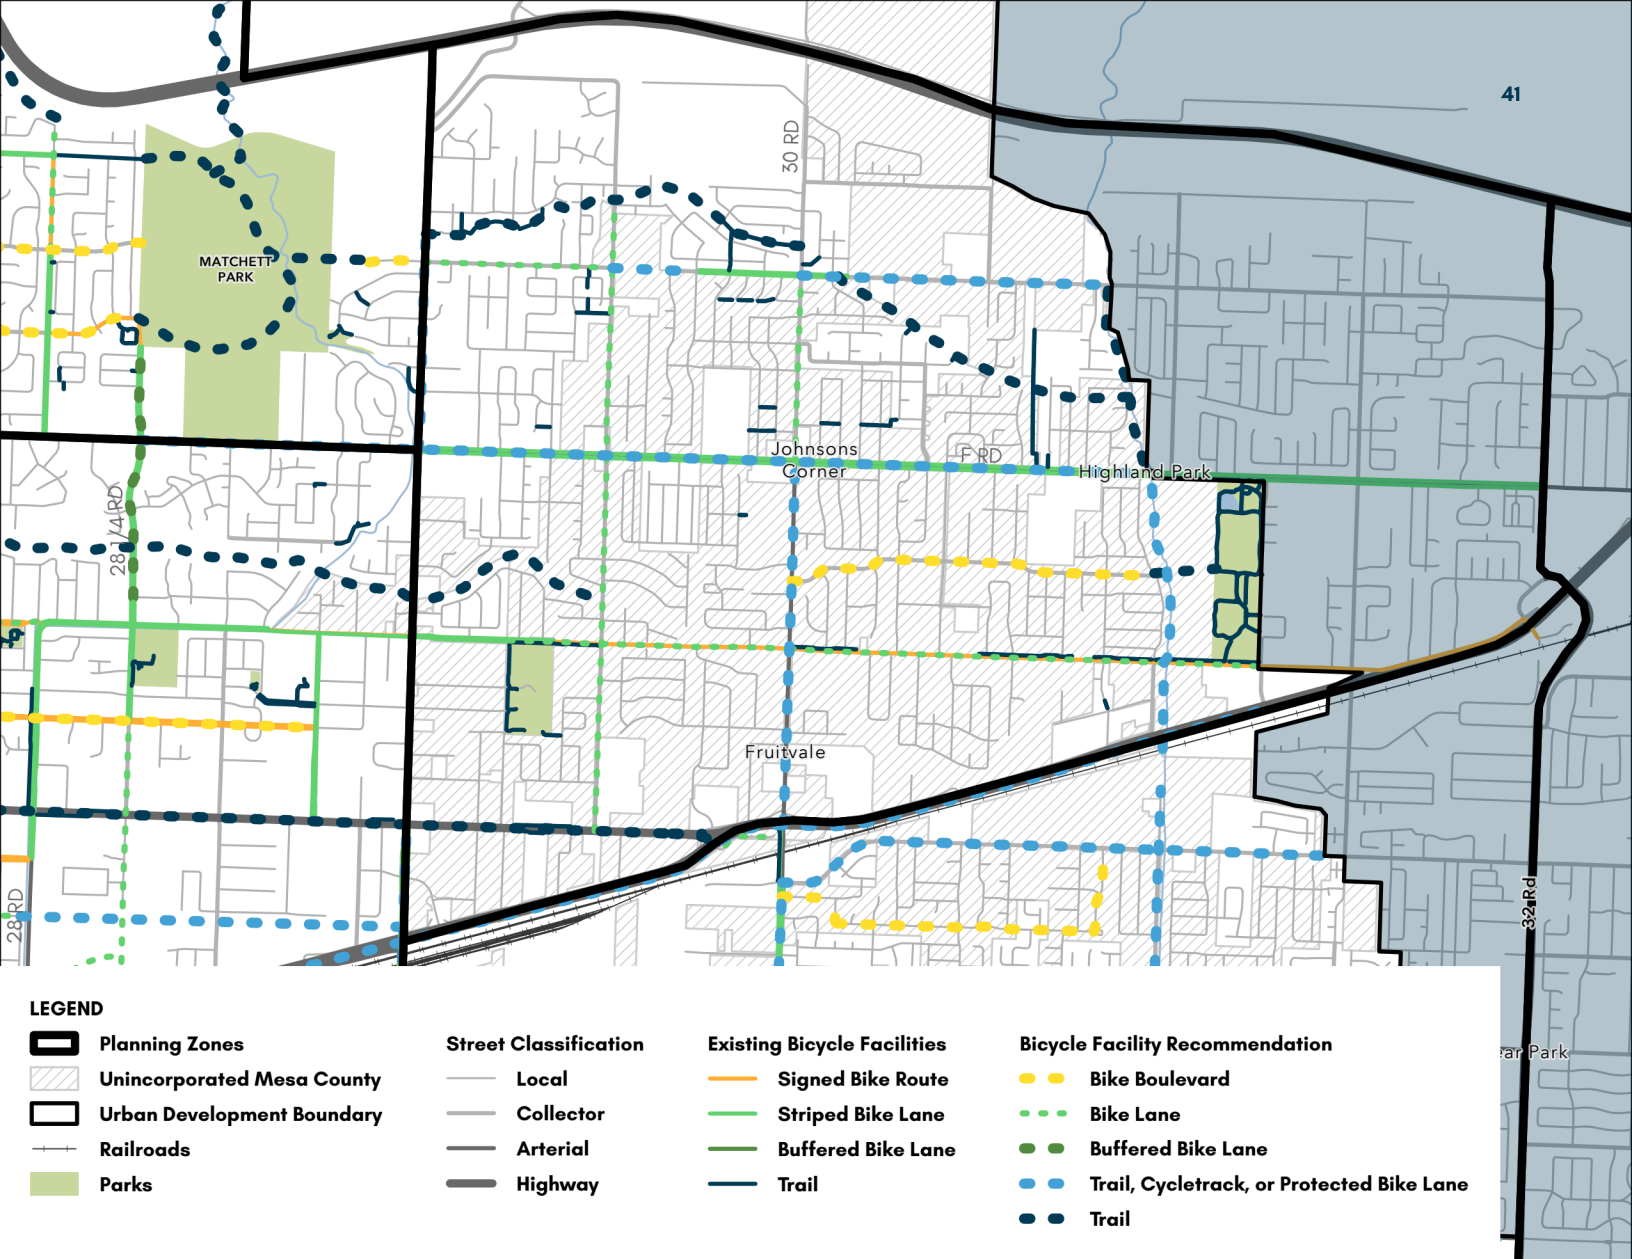 41
30 RD
MATCHETT
PARK
Johnsons
Corner
F RD
Highland Park
28 1/4 RD
Fruitvale
28 RD
32 Rd
ear Park
LEGEND
Planning Zones
Unincorporated Mesa County
Urban Development Boundary
Railroads
Parks
Street Classification
Local
Collector
Arterial
Highway
Existing Bicycle Facilities
Signed Bike Route
Striped Bike Lane
Buffered Bike Lane
Trail
Bicycle Facility Recommendation
Bike Boulevard
Bike Lane
Buffered Bike Lane
Trail, Cycletrack, or Protected Bike Lane
Trail